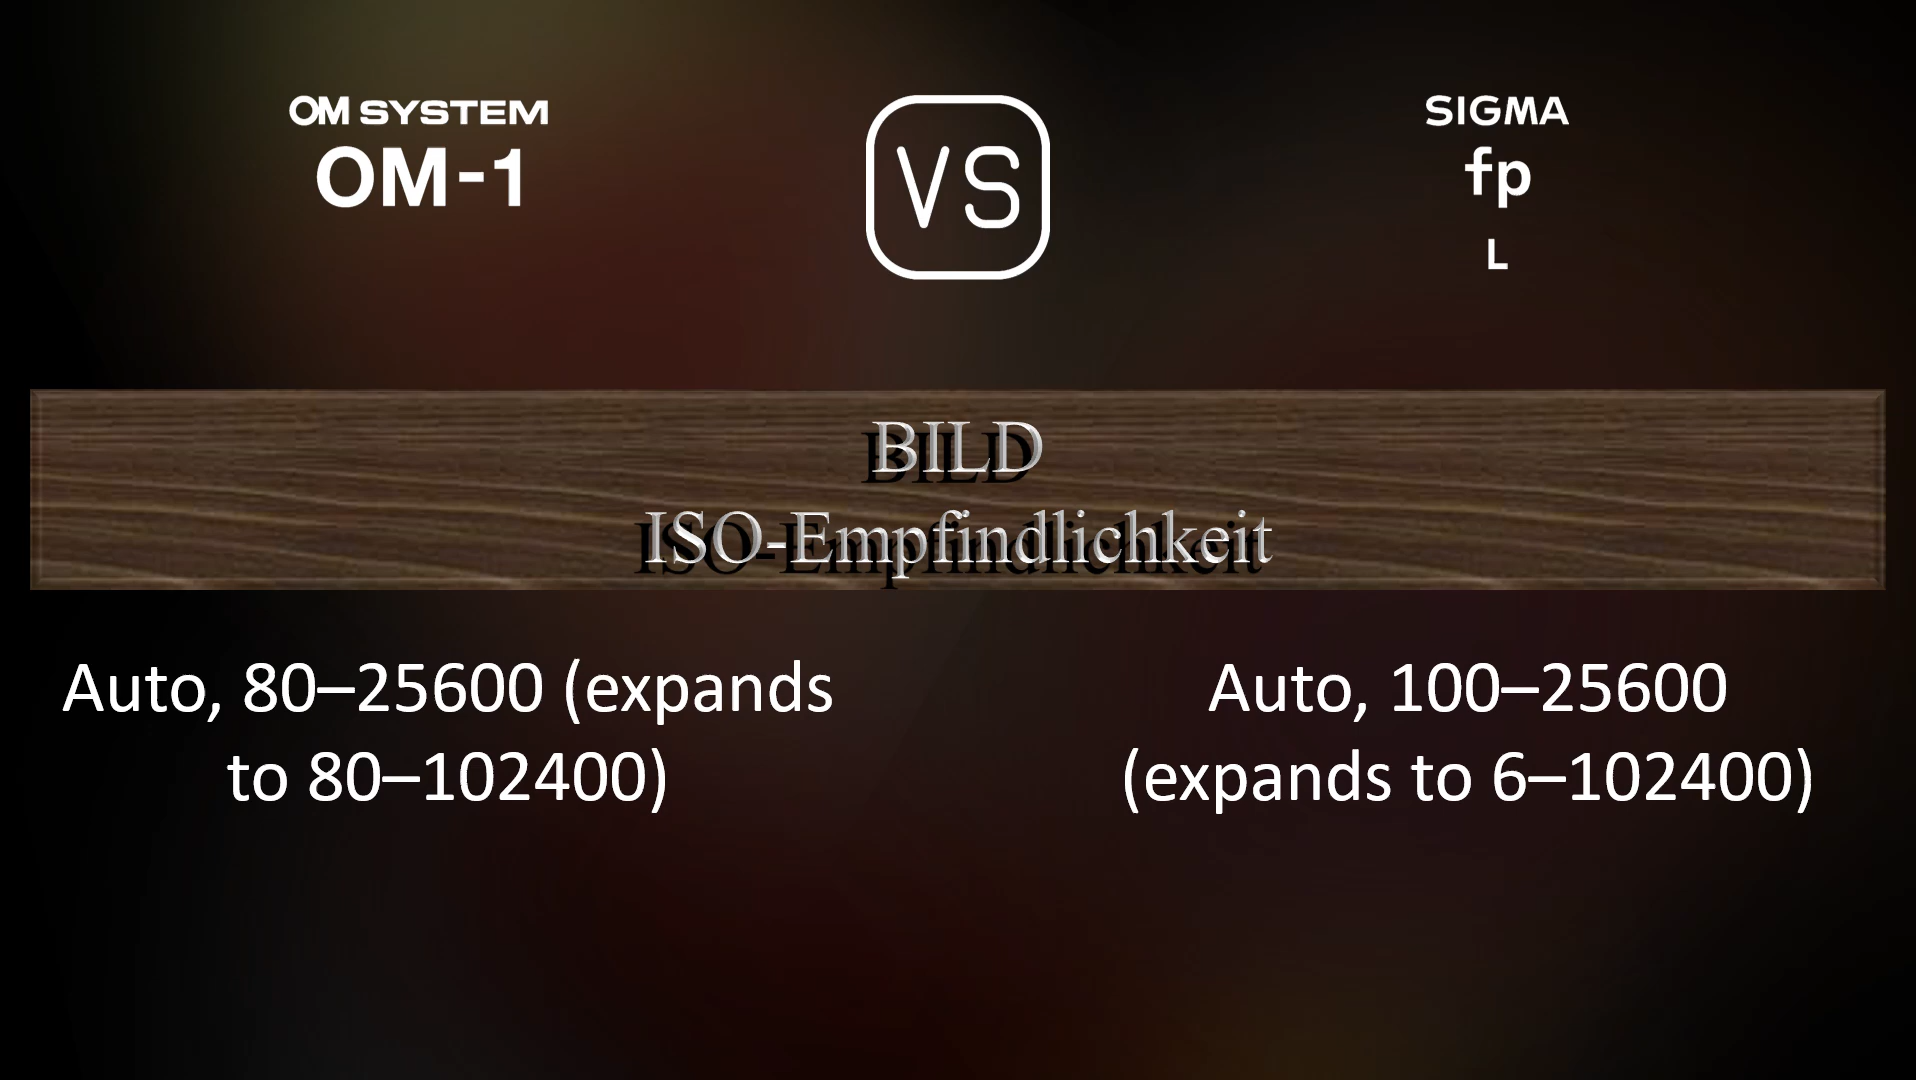 OM SYSTEM
OM-1
VS
SIGMA
fp
L
BILD
ISO-Empfindlichkeit
Auto, 80–25600 (expands
to 80–102400)
Auto, 100–25600
(expands to 6–102400)